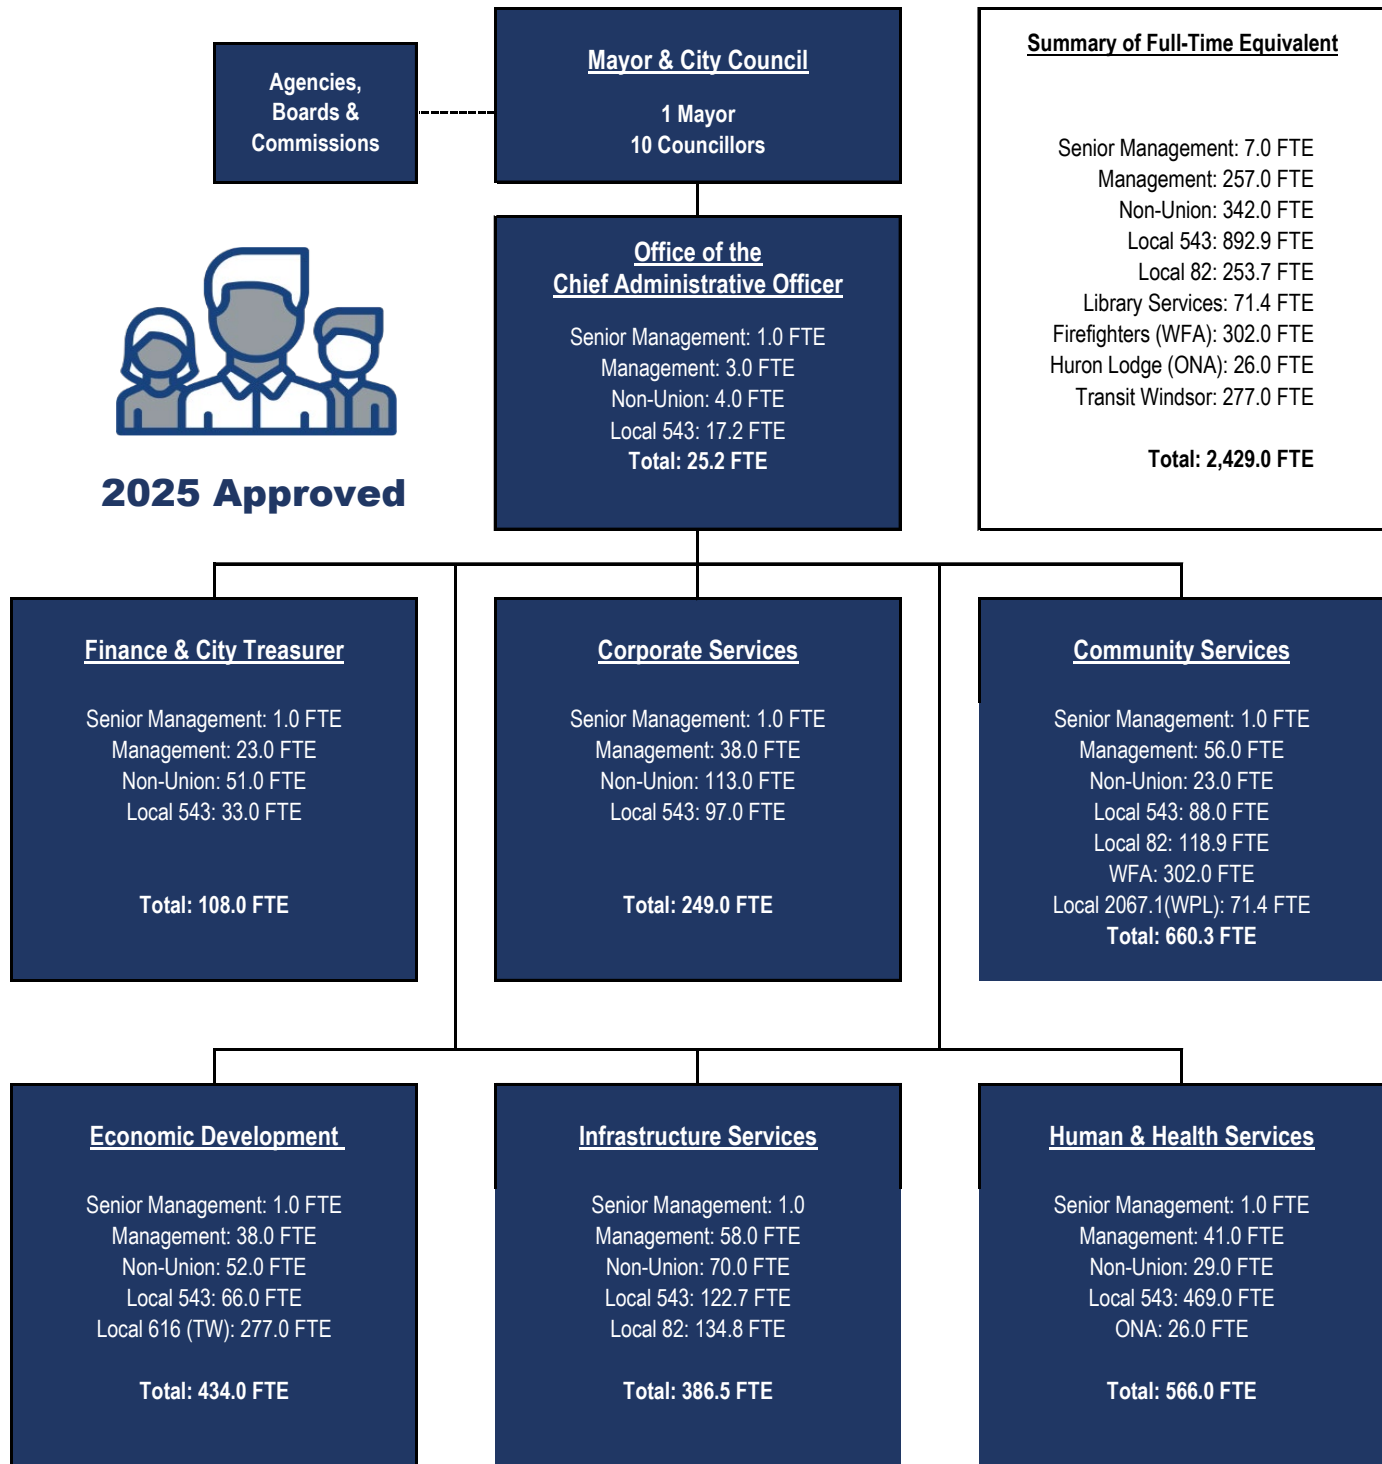 Agencies,
Boards &
Commissions
Mayor & City Council
1 Mayor
10 Councillors
Summary of Full-Time Equivalent
Senior Management: 7.0 FTE
Management: 257.0 FTE
Non-Union: 342.0 FTE
Local 543: 892.9 FTE
Local 82: 253.7 FTE
Library Services: 71.4 FTE
Firefighters (WFA): 302.0 FTE
Huron Lodge (ONA): 26.0 FTE
Transit Windsor: 277.0 FTE
Total: 2,429.0 FTE
Office of the
Chief Administrative Officer
Senior Management: 1.0 FTE
Management: 3.0 FTE
Non-Union: 4.0 FTE
Local 543: 17.2 FTE
Total: 25.2 FTE
2025 Approved
Finance & City Treasurer
Senior Management: 1.0 FTE
Management: 23.0 FTE
Non-Union: 51.0 FTE
Local 543: 33.0 FTE
Total: 108.0 FTE
Corporate Services
Senior Management: 1.0 FTE
Management: 38.0 FTE
Non-Union: 113.0 FTE
Local 543: 97.0 FTE
Total: 249.0 FTE
Community Services
Senior Management: 1.0 FTE
Management: 56.0 FTE
Non-Union: 23.0 FTE
Local 543: 88.0 FTE
Local 82: 118.9 FTE
WFA: 302.0 FTE
Local 2067.1(WPL): 71.4 FTE
Total: 660.3 FTE
Economic Development
Senior Management: 1.0 FTE
Management: 38.0 FTE
Non-Union: 52.0 FTE
Local 543: 66.0 FTE
Local 616 (TW): 277.0 FTE
Total: 434.0 FTE
Infrastructure Services
Senior Management: 1.0
Management: 58.0 FTE
Non-Union: 70.0 FTE
Local 543: 122.7 FTE
Local 82: 134.8 FTE
Total: 386.5 FTE
Human & Health Services
Senior Management: 1.0 FTE
Management: 41.0 FTE
Non-Union: 29.0 FTE
Local 543: 469.0 FTE
ONA: 26.0 FTE
Total: 566.0 FTE